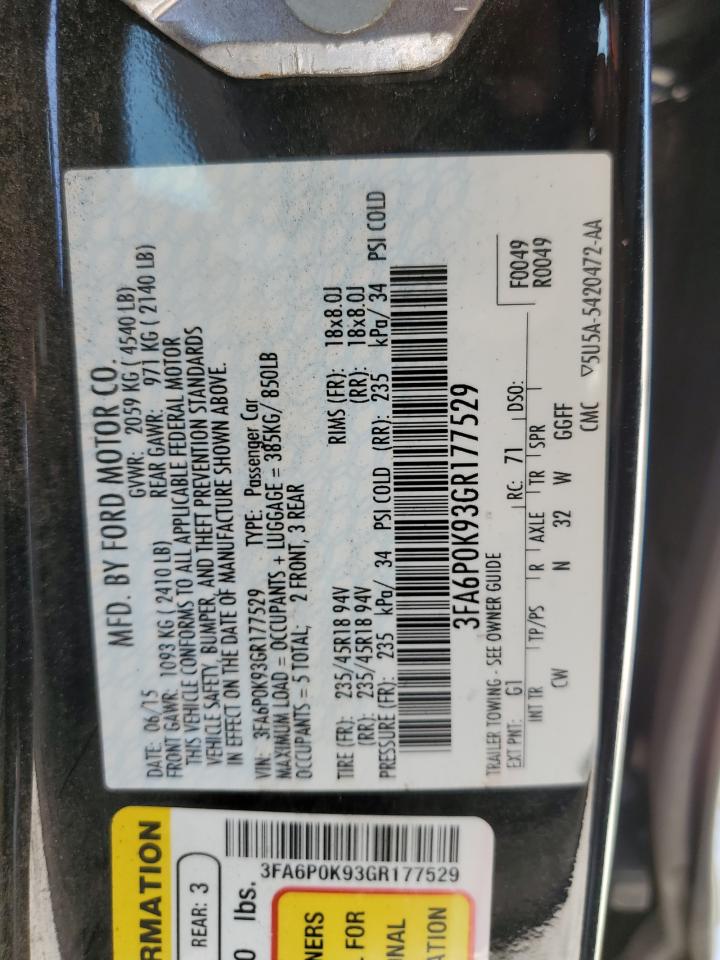 MFD. BY FORD MOTOR CO.
DATE: 06/15 GVWR: 2059 KG ( 4540 LB)
FRONT GAWR: 1093 KG ( 2410 LB) REAR GAWR: 971 KG ( 2140 LB)
THIS VEHICLE CONFORMS TO ALL APPLICABLE FEDERAL MOTOR
VEHICLE SAFETY, BUMPER, AND THEFT PREVENTION STANDARDS
IN EFFECT ON THE DATE OF MANUFACTURE SHOWN ABOVE.
VIN: 3FA6P0K93GR177529 TYPE: Passenger Car
MAXIMUM LOAD = OCCUPANTS + LUGGAGE = 385KG/ 850LB
OCCUPANTS = 5 TOTAL; 2 FRONT, 3 REAR
TIRE (FR): 235/45R18 94V RIMS (FR): 18x8.0J
(RR): 235/45R18 94V (RR): 18x8.0J
PRESSURE (FR): 235 kPa/ 34 PSI COLD (RR): 235 kPa/ 34 PSI COLD
3FA6P0K93GR177529
TRAILER TOWING - SEE OWNER GUIDE F0049
EXT PNT: G1 RC: 71 DSO: R0049
INT TR TP/PS R AXLE TR SPR
CW N 32 W GGFF
CMC ▽5U5A-5420472-AA
RMATION
REAR: 3
0 lbs.
3FA6P0K93GR177529
NERS
L FOR
NAL
ATION